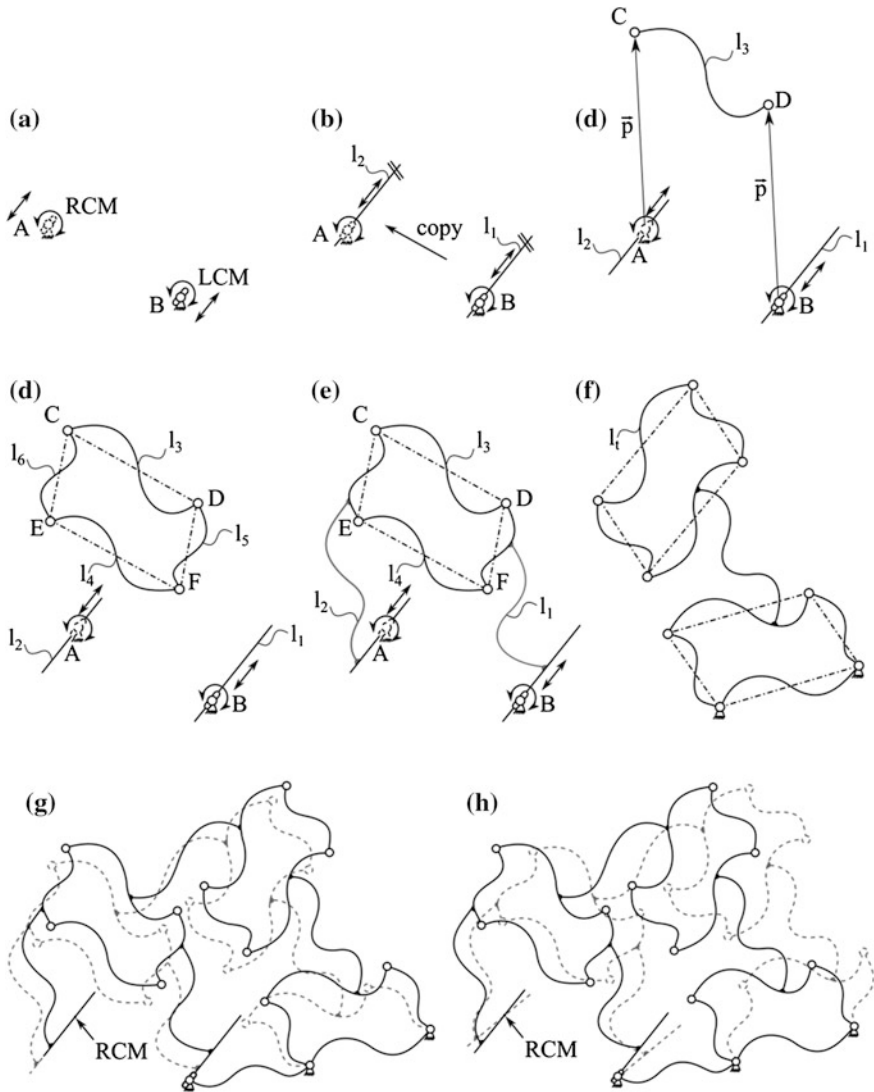 (a)
RCM
A
LCM
B
(b)
l₂
A
copy
l₁
B
(d)
C
l₃
D
p⃗
p⃗
l₂
A
l₁
B
(d)
C
l₃
l₆
D
E
l₅
l₄
F
l₂
A
l₁
B
(e)
C
l₃
D
E
l₄
F
l₂
l₁
A
B
(f)
lₜ
(g)
RCM
(h)
RCM